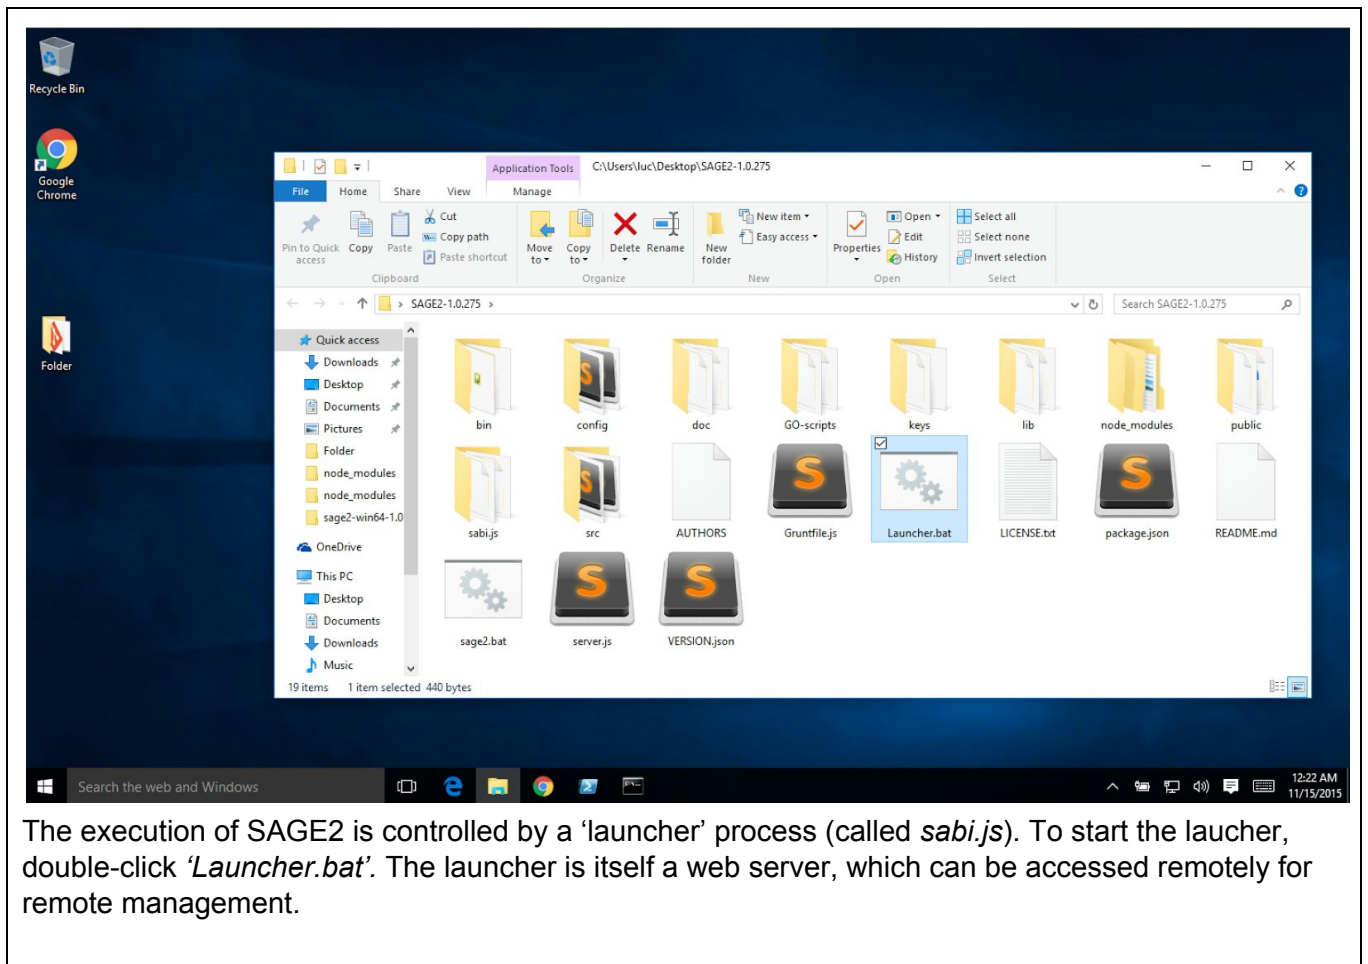 Recycle Bin
Google
Chrome
Folder
Application Tools
C:\Users\luc\Desktop\SAGE2-1.0.275
File Home Share View Manage
Pin to Quick
access
Copy
Paste
Cut
Copy path
Paste shortcut
Clipboard
Move
to
Copy
to
Delete
Rename
Organize
New
folder
New item
Easy access
New
Properties
Open
Edit
History
Open
Select all
Select none
Invert selection
Select
SAGE2-1.0.275
Search SAGE2-1.0.275
Quick access
Downloads
Desktop
Documents
Pictures
Folder
node_modules
node_modules
sage2-win64-1.0
OneDrive
This PC
Desktop
Documents
Downloads
Music
bin config doc GO-scripts keys lib node_modules public
sabi.js src AUTHORS Gruntfile.js Launcher.bat LICENSE.txt package.json README.md
sage2.bat server.js VERSION.json
19 items 1 item selected 440 bytes
Search the web and Windows
12:22 AM
11/15/2015
The execution of SAGE2 is controlled by a ‘launcher’ process (called sabi.js). To start the laucher,
double-click ‘Launcher.bat’. The launcher is itself a web server, which can be accessed remotely for
remote management.